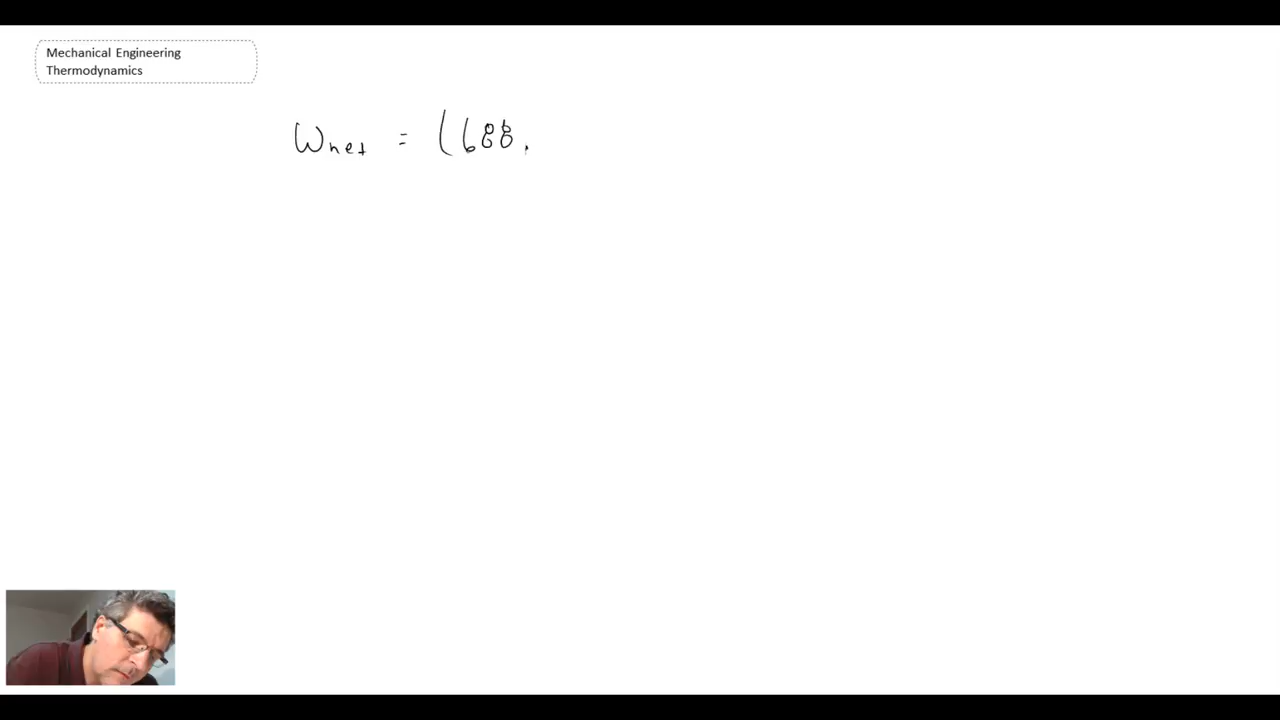 Mechanical Engineering
Thermodynamics
Wnet = (688.